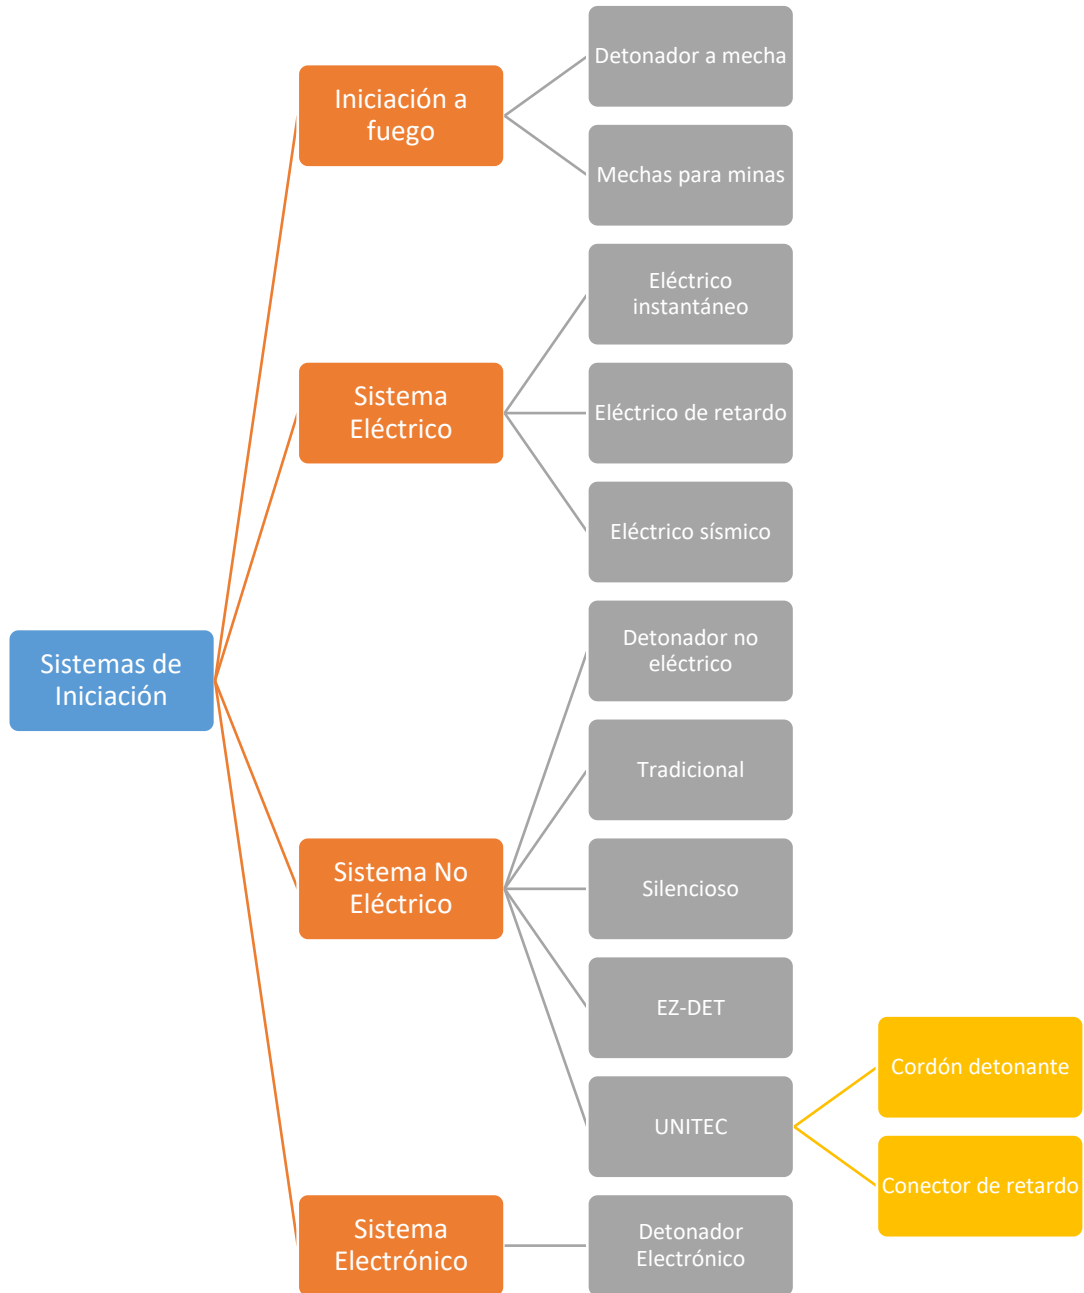 Detonador a mecha
Iniciación a
fuego
Mechas para minas
Eléctrico
instantáneo
Sistema
Eléctrico
Eléctrico de retardo
Eléctrico sísmico
Sistemas de
Iniciación
Detonador no
eléctrico
Tradicional
Sistema No
Eléctrico
Silencioso
EZ-DET
UNITEC
Cordón detonante
Conector de retardo
Sistema
Electrónico
Detonador
Electrónico